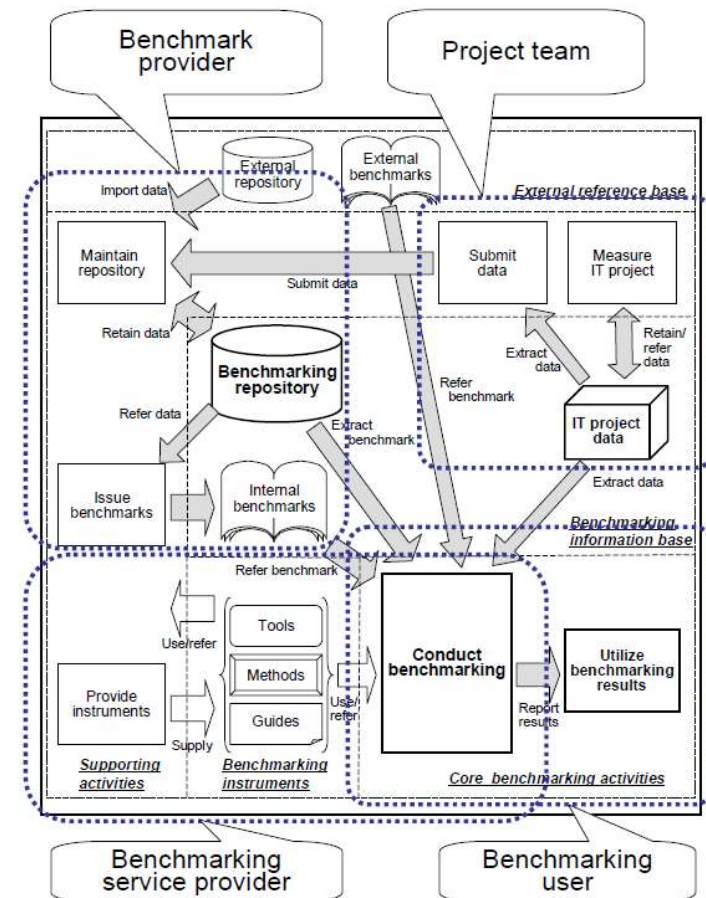 Benchmark
provider
Project team
External
repository
External
benchmarks
Import data
External reference base
Maintain
repository
Submit
data
Measure
IT project
Submit data
Retain data
Extract
data
Retain/
refer
data
Benchmarking
repository
Refer
benchmark
IT project
data
Refer data
Extract
benchmark
Extract data
Issue
benchmarks
Internal
benchmarks
Benchmarking
information base
Refer benchmark
Use/refer
Tools
Conduct
benchmarking
Utilize
benchmarking
results
Methods
Provide
instruments
Use/
refer
Guides
Report
results
Supply
Supporting
activities
Benchmarking
instruments
Core benchmarking activities
Benchmarking
service provider
Benchmarking
user